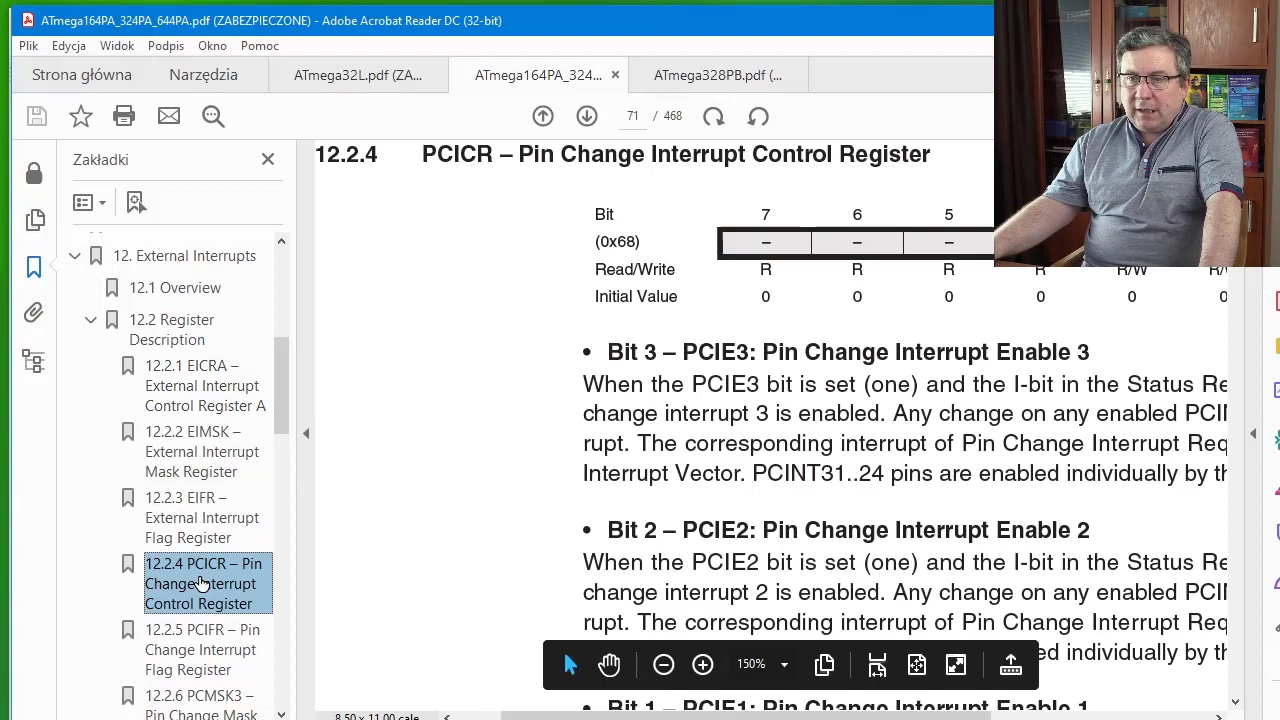 ATmega164PA_324PA_644PA.pdf (ZABEZPIECZONE) - Adobe Acrobat Reader DC (32-bit)
Plik Edycja Widok Podpis Okno Pomoc
Strona główna Narzędzia ATmega32L.pdf (ZA... ATmega164PA_324... × ATmega328PB.pdf (...
71 / 468
Zakładki
12. External Interrupts
12.1 Overview
12.2 Register
Description
12.2.1 EICRA –
External Interrupt
Control Register A
12.2.2 EIMSK –
External Interrupt
Mask Register
12.2.3 EIFR –
External Interrupt
Flag Register
12.2.4 PCICR – Pin
Change Interrupt
Control Register
12.2.5 PCIFR – Pin
Change Interrupt
Flag Register
12.2.6 PCMSK3 –
Pin Change Mask
12.2.4 PCICR – Pin Change Interrupt Control Register
Bit 7 6 5
(0x68) – – –
Read/Write R R R R R/W R/
Initial Value 0 0 0 0 0 0
• Bit 3 – PCIE3: Pin Change Interrupt Enable 3
When the PCIE3 bit is set (one) and the I-bit in the Status Re
change interrupt 3 is enabled. Any change on any enabled PCI
rupt. The corresponding interrupt of Pin Change Interrupt Req
Interrupt Vector. PCINT31..24 pins are enabled individually by th
• Bit 2 – PCIE2: Pin Change Interrupt Enable 2
When the PCIE2 bit is set (one) and the I-bit in the Status Re
change interrupt 2 is enabled. Any change on any enabled PCI
rupt. The corresponding interrupt of Pin Change Interrupt Req
ed individually by th
150%
• Bit 1 – PCIE1: Pin Change Interrupt Enable 1
8,50 x 11,00 cale